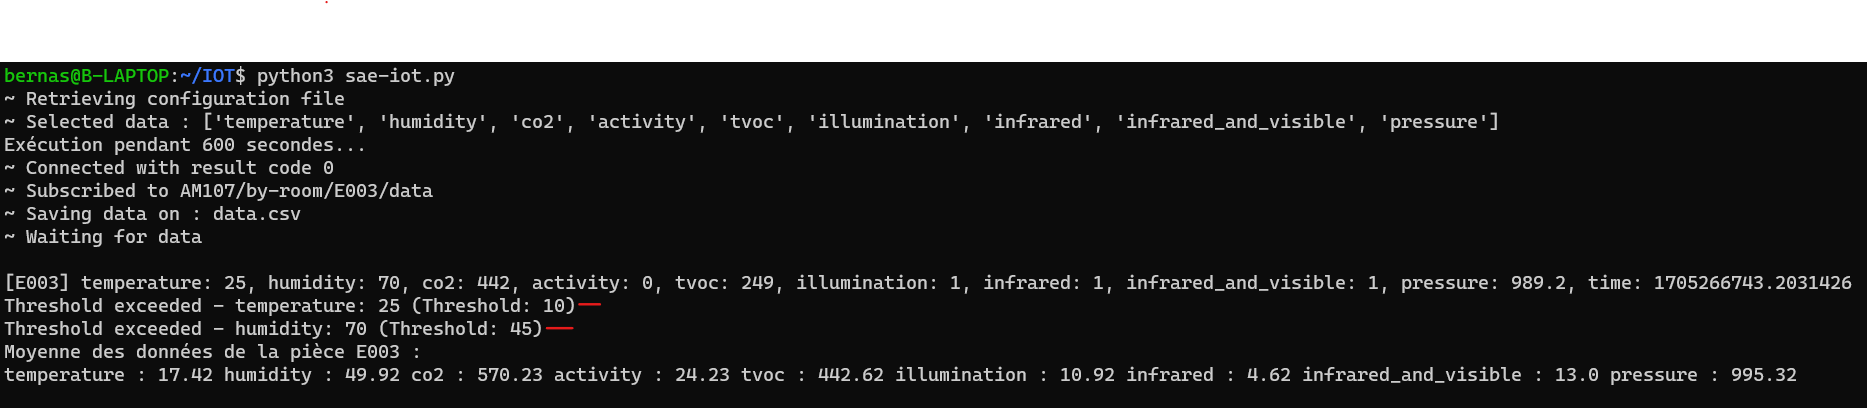 bernas@B-LAPTOP:~/IOT$ python3 sae-iot.py
~ Retrieving configuration file
~ Selected data : ['temperature', 'humidity', 'co2', 'activity', 'tvoc', 'illumination', 'infrared', 'infrared_and_visible', 'pressure']
Exécution pendant 600 secondes...
~ Connected with result code 0
~ Subscribed to AM107/by-room/E003/data
~ Saving data on : data.csv
~ Waiting for data
[E003] temperature: 25, humidity: 70, co2: 442, activity: 0, tvoc: 249, illumination: 1, infrared: 1, infrared_and_visible: 1, pressure: 989.2, time: 1705266743.2031426
Threshold exceeded - temperature: 25 (Threshold: 10)
Threshold exceeded - humidity: 70 (Threshold: 45)
Moyenne des données de la pièce E003 :
temperature : 17.42 humidity : 49.92 co2 : 570.23 activity : 24.23 tvoc : 442.62 illumination : 10.92 infrared : 4.62 infrared_and_visible : 13.0 pressure : 995.32